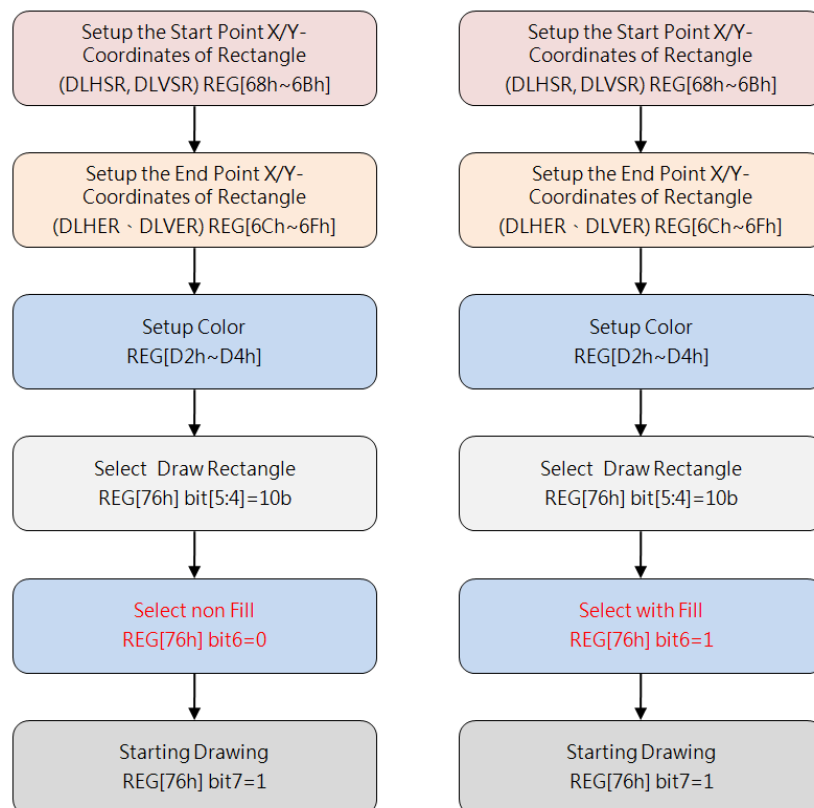 Setup the Start Point X/Y-
Coordinates of Rectangle
(DLHSR, DLVSR) REG[68h~6Bh]
Setup the End Point X/Y-
Coordinates of Rectangle
(DLHER、DLVER) REG[6Ch~6Fh]
Setup Color
REG[D2h~D4h]
Select Draw Rectangle
REG[76h] bit[5:4]=10b
Select non Fill
REG[76h] bit6=0
Starting Drawing
REG[76h] bit7=1
Setup the Start Point X/Y-
Coordinates of Rectangle
(DLHSR, DLVSR) REG[68h~6Bh]
Setup the End Point X/Y-
Coordinates of Rectangle
(DLHER、DLVER) REG[6Ch~6Fh]
Setup Color
REG[D2h~D4h]
Select Draw Rectangle
REG[76h] bit[5:4]=10b
Select with Fill
REG[76h] bit6=1
Starting Drawing
REG[76h] bit7=1